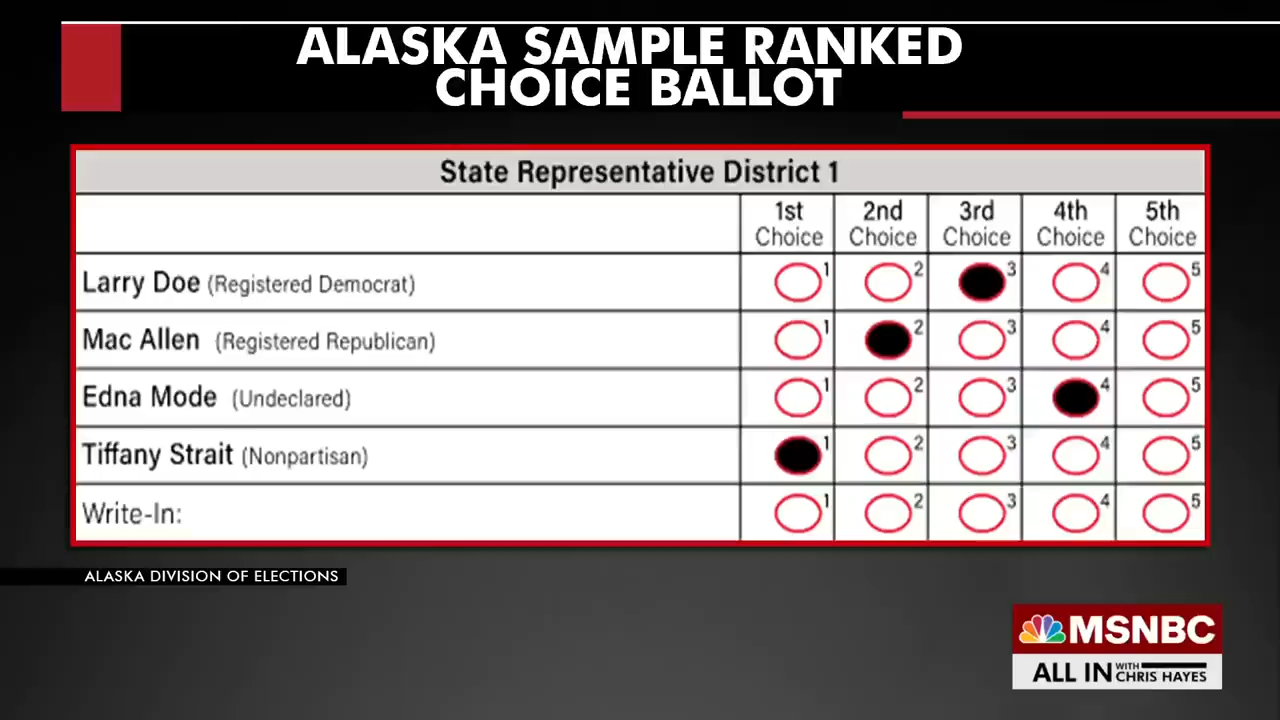 ALASKA SAMPLE RANKED
CHOICE BALLOT
State Representative District 1
1st Choice 2nd Choice 3rd Choice 4th Choice 5th Choice
Larry Doe (Registered Democrat) 1 2 3 4 5
Mac Allen (Registered Republican) 1 2 3 4 5
Edna Mode (Undeclared) 1 2 3 4 5
Tiffany Strait (Nonpartisan) 1 2 3 4 5
Write-In: 1 2 3 4 5
ALASKA DIVISION OF ELECTIONS
MSNBC
ALL IN WITH CHRIS HAYES